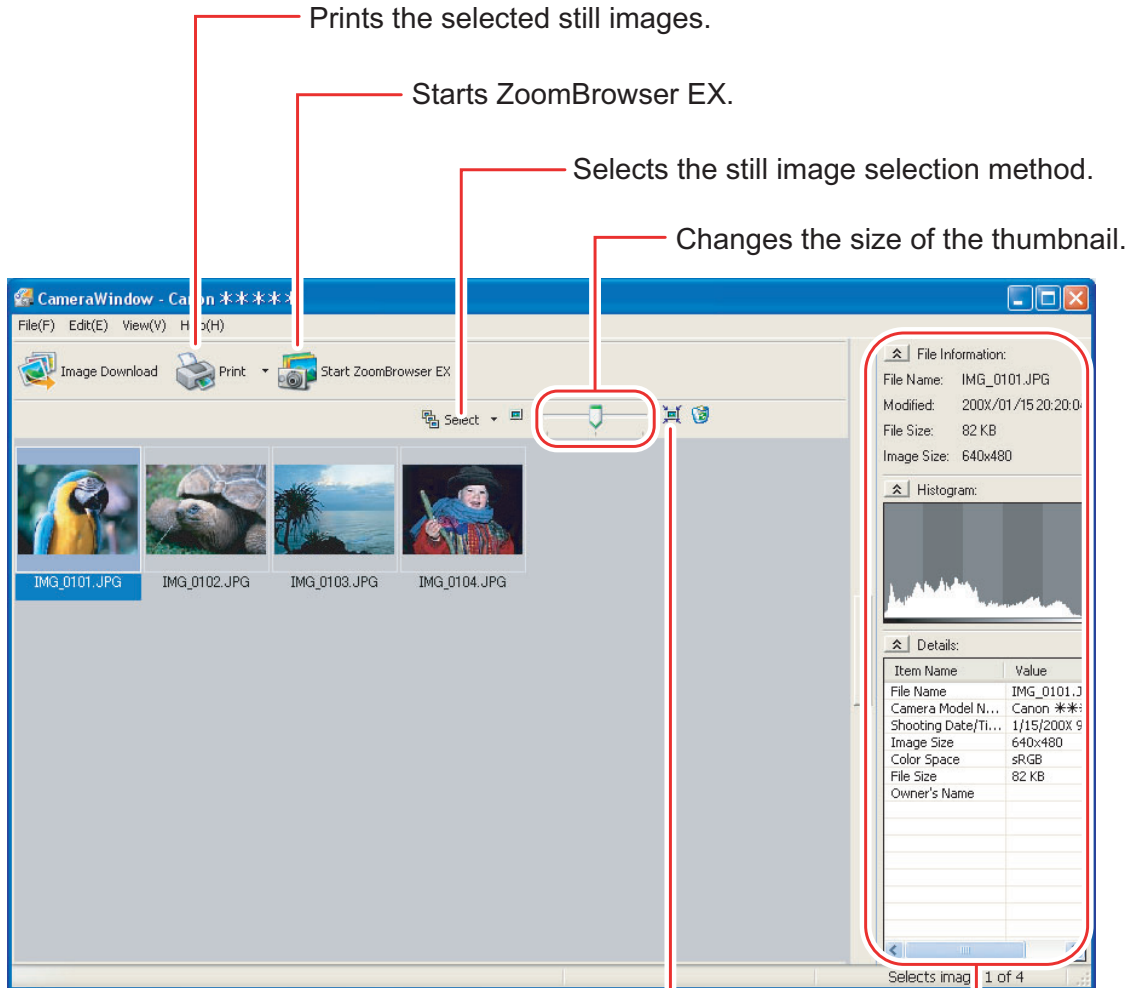 Prints the selected still images.
Starts ZoomBrowser EX.
Selects the still image selection method.
Changes the size of the thumbnail.
CameraWindow - Canon ＊＊＊＊＊
File(F) Edit(E) View(V) Help(H)
Image Download Print Start ZoomBrowser EX
Select
IMG_0101.JPG IMG_0102.JPG IMG_0103.JPG IMG_0104.JPG
File Information:
File Name: IMG_0101.JPG
Modified: 200X/01/15 20:20:0
File Size: 82 KB
Image Size: 640x480
Histogram:
Details:
Item Name Value
File Name IMG_0101.J
Camera Model N... Canon ＊＊
Shooting Date/Ti... 1/15/200X 9
Image Size 640x480
Color Space sRGB
File Size 82 KB
Owner's Name
Selects imag 1 of 4